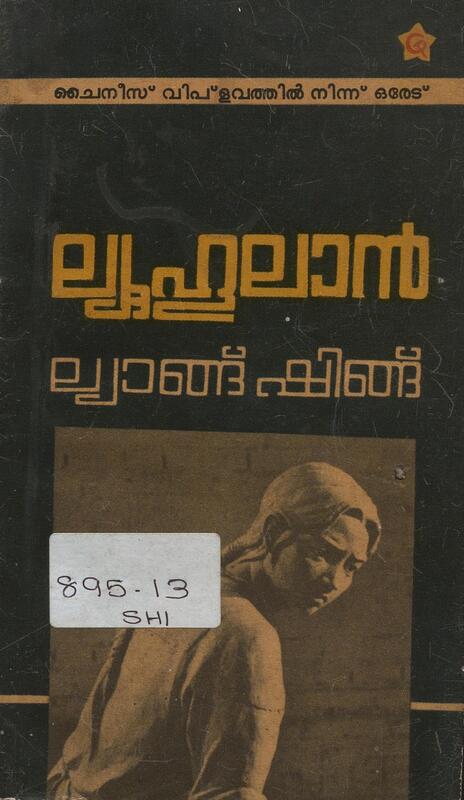 ചൈനീസ് വിപ്ളവത്തിൽ നിന്ന് ഒരേട്
ല്യൂഹുലാൻ
ല്യാങ്ങ് ഷിങ്ങ്
895-13
SHI